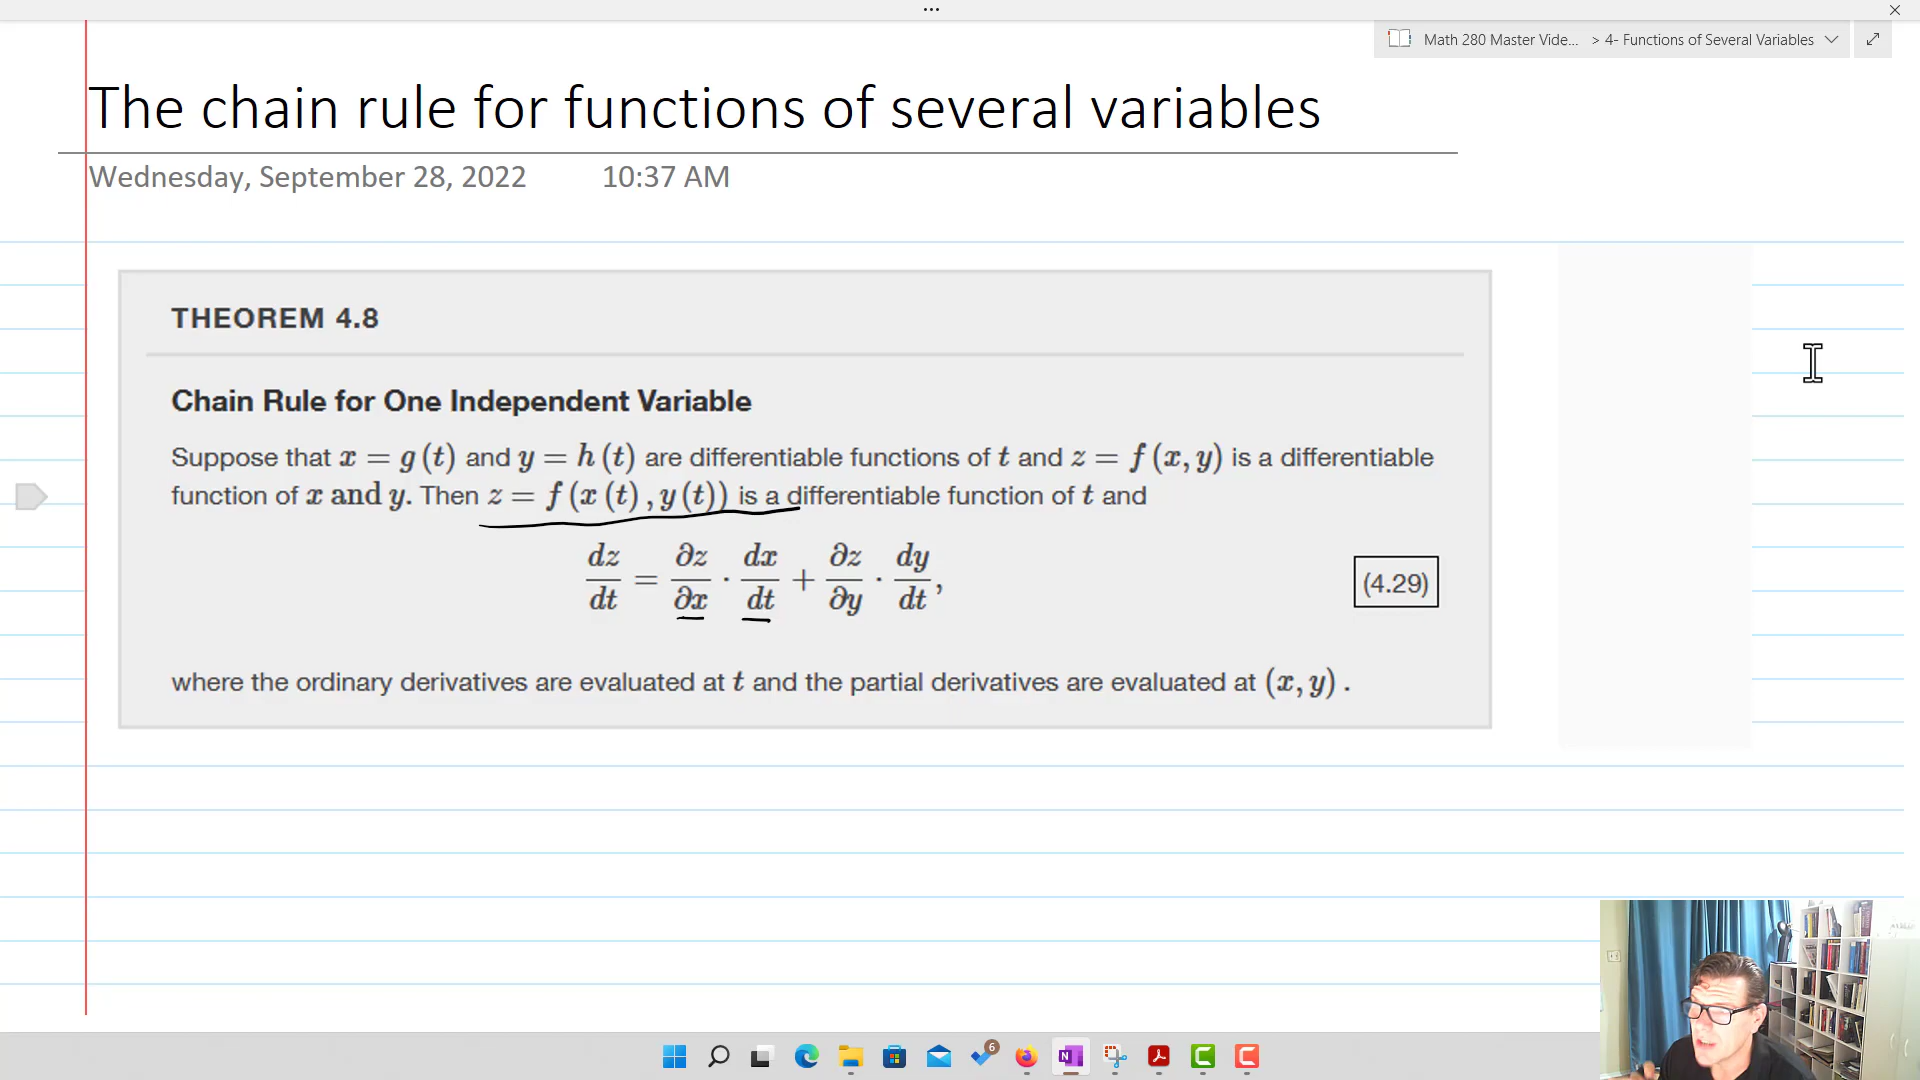 Math 280 Master Vide... > 4- Functions of Several Variables
The chain rule for functions of several variables
Wednesday, September 28, 2022 10:37 AM
THEOREM 4.8
Chain Rule for One Independent Variable
Suppose that x = g (t) and y = h (t) are differentiable functions of t and z = f (x, y) is a differentiable
function of x and y. Then z = f (x (t) , y (t)) is a differentiable function of t and
dz/dt = ∂z/∂x · dx/dt + ∂z/∂y · dy/dt, (4.29)
where the ordinary derivatives are evaluated at t and the partial derivatives are evaluated at (x, y) .
6